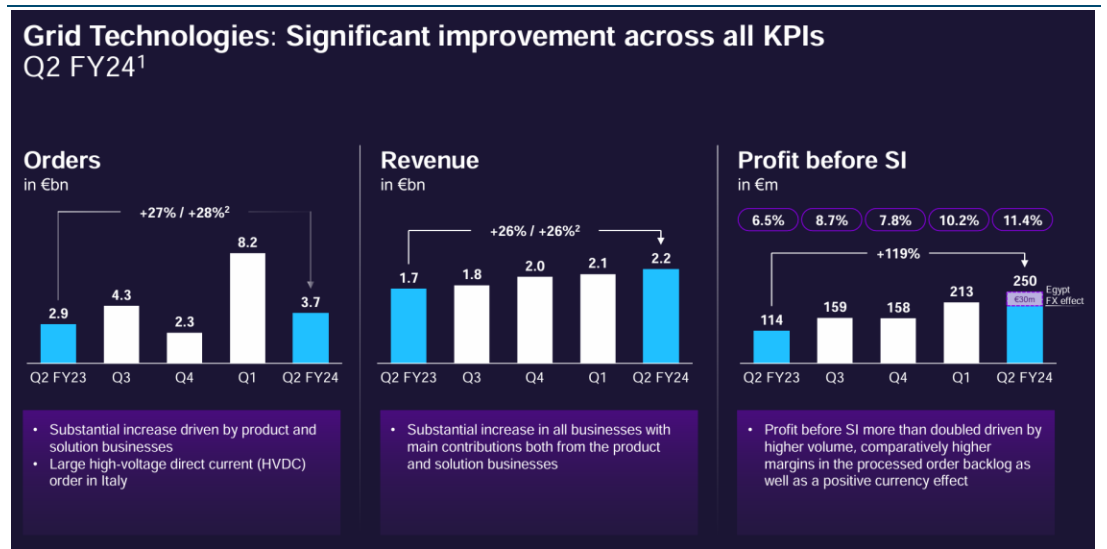 Grid Technologies: Significant improvement across all KPIs
Q2 FY24¹
Orders
in €bn
+27% / +28%²
2.9
4.3
2.3
8.2
3.7
Q2 FY23 Q3 Q4 Q1 Q2 FY24
• Substantial increase driven by product and
solution businesses
• Large high-voltage direct current (HVDC)
order in Italy
Revenue
in €bn
+26% / +26%²
1.7
1.8
2.0
2.1
2.2
Q2 FY23 Q3 Q4 Q1 Q2 FY24
• Substantial increase in all businesses with
main contributions both from the product
and solution businesses
Profit before SI
in €m
6.5% 8.7% 7.8% 10.2% 11.4%
+119%
114
159
158
213
250
€30m
Egypt
FX effect
Q2 FY23 Q3 Q4 Q1 Q2 FY24
• Profit before SI more than doubled driven by
higher volume, comparatively higher
margins in the processed order backlog as
well as a positive currency effect